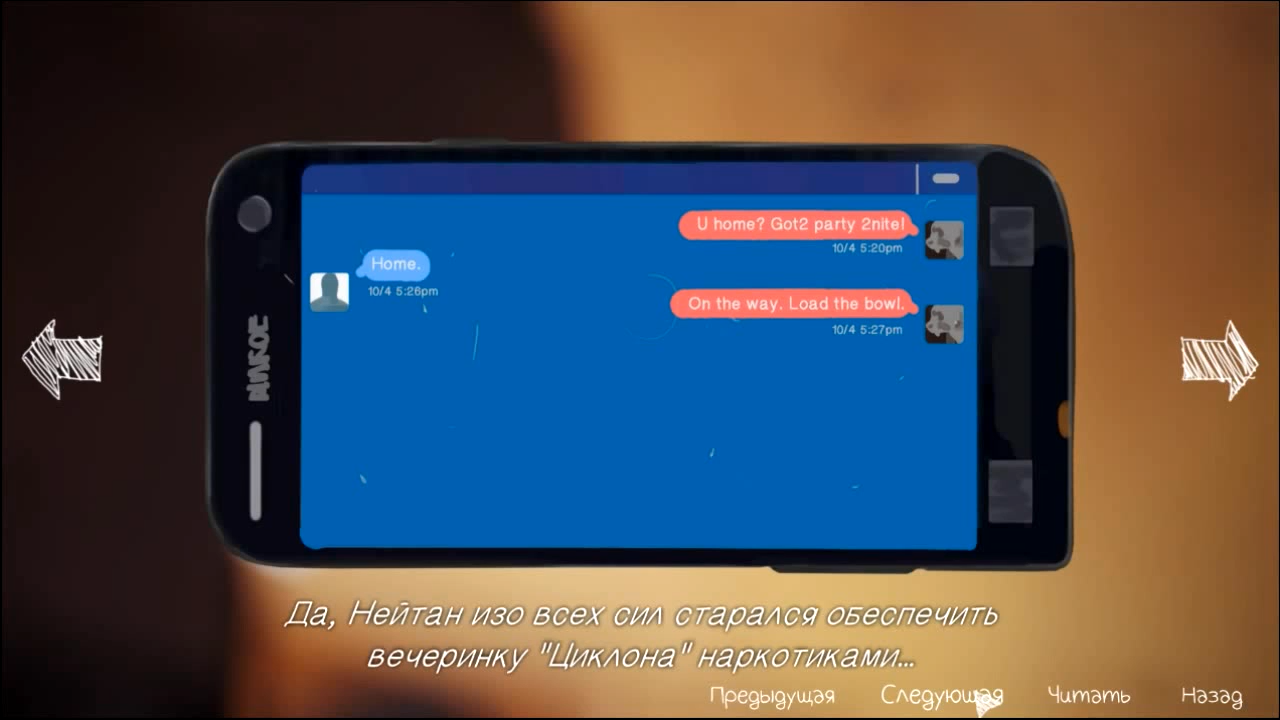 U home? Got2 party 2nite!
10/4 5:20pm
Home.
10/4 5:26pm
On the way. Load the bowl.
10/4 5:27pm
Да, Нейтан изо всех сил старался обеспечить
вечеринку "Циклона" наркотиками...
Предыдущая Следующая Читать Назад